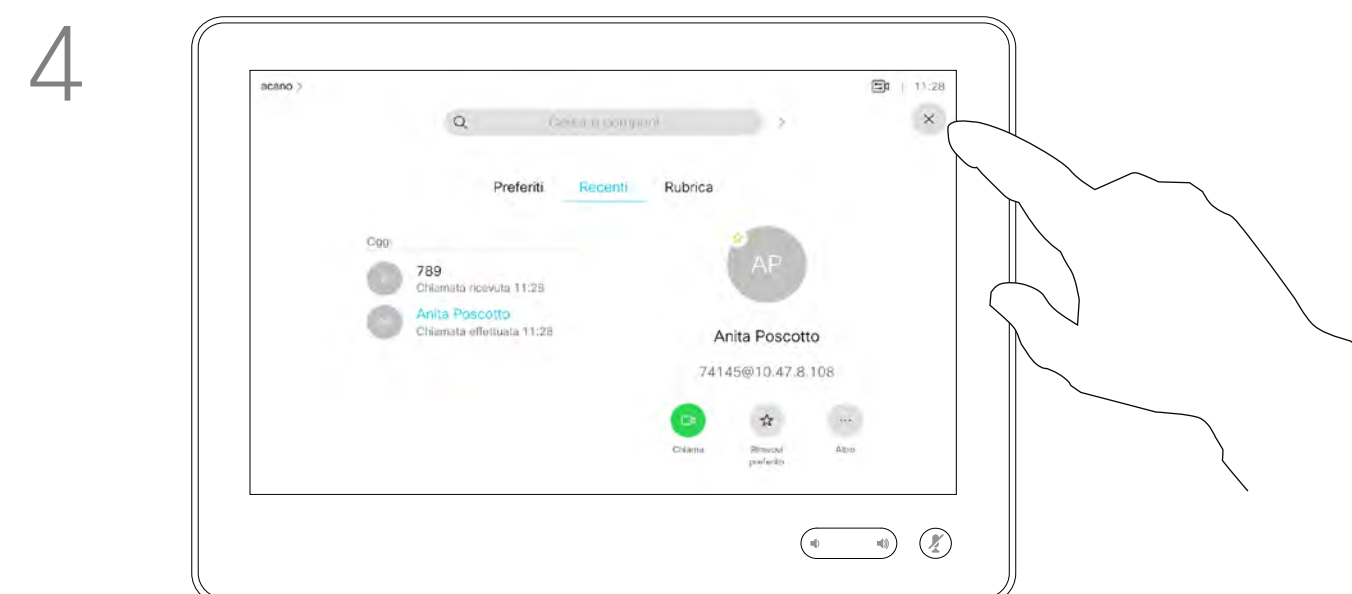 4
acano >
11:28
Cerca o componi
Preferiti Recenti Rubrica
Oggi
789
Chiamata ricevuta 11:28
Anita Poscotto
Chiamata effettuata 11:28
AP
Anita Poscotto
74145@10.47.8.108
Chiama
Rimuovi
preferito
Altro